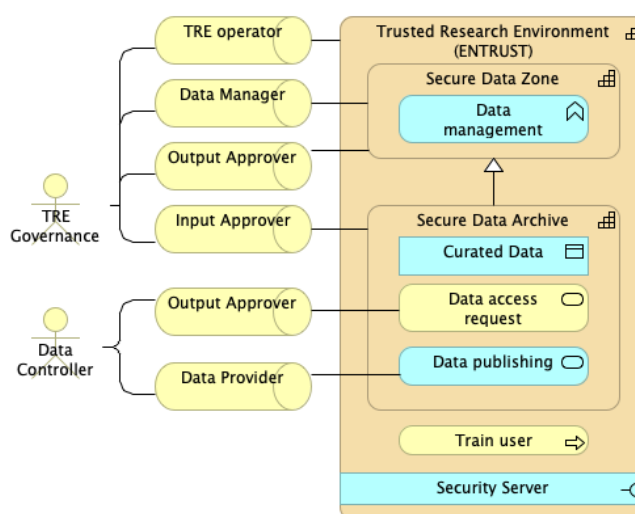 TRE operator
Trusted Research Environment
(ENTRUST)
Secure Data Zone
Data Manager
Data
management
Output Approver
TRE
Governance
Input Approver
Secure Data Archive
Curated Data
Output Approver
Data access
request
Data
Controller
Data Provider
Data publishing
Train user
Security Server